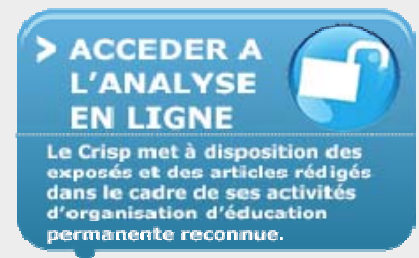 > ACCEDER A
L'ANALYSE
EN LIGNE
Le Crisp met à disposition des
exposés et des articles rédigés
dans le cadre de ses activités
d'organisation d'éducation
permanente reconnue.